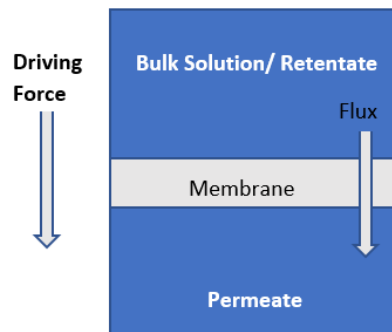 Driving
Force
Bulk Solution/ Retentate
Flux
Membrane
Permeate